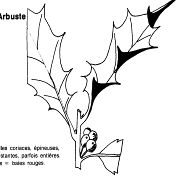 Arbuste
lles coriaces, épineuses,
stantes, parfois entières
= baies rouges.